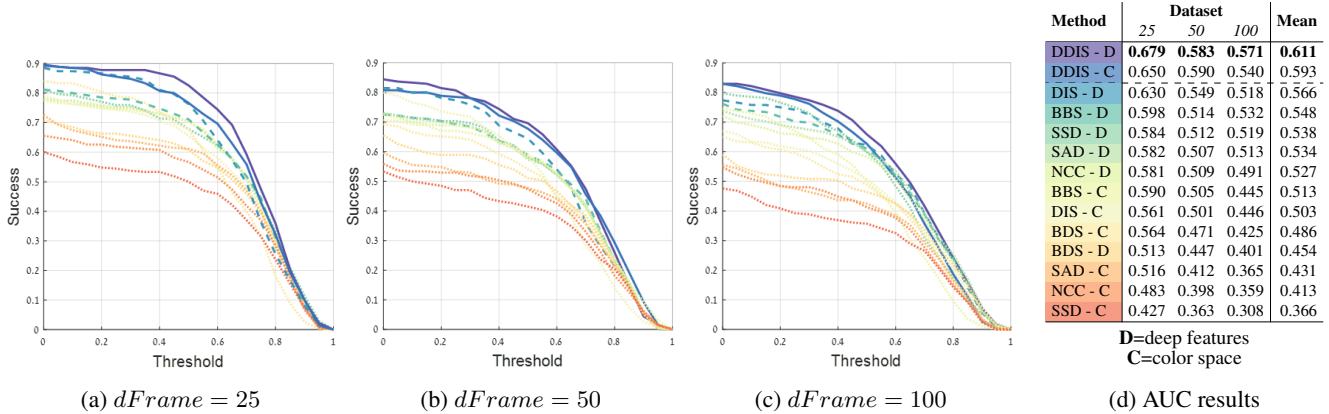 0.9
0.8
0.7
0.6
0.5
0.4
0.3
0.2
0.1
0
Success
0 0.2 0.4 0.6 0.8 1
Threshold
(a) dFrame = 25
0.9
0.8
0.7
0.6
0.5
0.4
0.3
0.2
0.1
0
Success
0 0.2 0.4 0.6 0.8 1
Threshold
(b) dFrame = 50
0.9
0.8
0.7
0.6
0.5
0.4
0.3
0.2
0.1
0
Success
0 0.2 0.4 0.6 0.8 1
Threshold
(c) dFrame = 100
Method Dataset Mean
25 50 100
DDIS - D 0.679 0.583 0.571 0.611
DDIS - C 0.650 0.590 0.540 0.593
DIS - D 0.630 0.549 0.518 0.566
BBS - D 0.598 0.514 0.532 0.548
SSD - D 0.584 0.512 0.519 0.538
SAD - D 0.582 0.507 0.513 0.534
NCC - D 0.581 0.509 0.491 0.527
BBS - C 0.590 0.505 0.445 0.513
DIS - C 0.561 0.501 0.446 0.503
BDS - C 0.564 0.471 0.425 0.486
BDS - D 0.513 0.447 0.401 0.454
SAD - C 0.516 0.412 0.365 0.431
NCC - C 0.483 0.398 0.359 0.413
SSD - C 0.427 0.363 0.308 0.366
D=deep features
C=color space
(d) AUC results